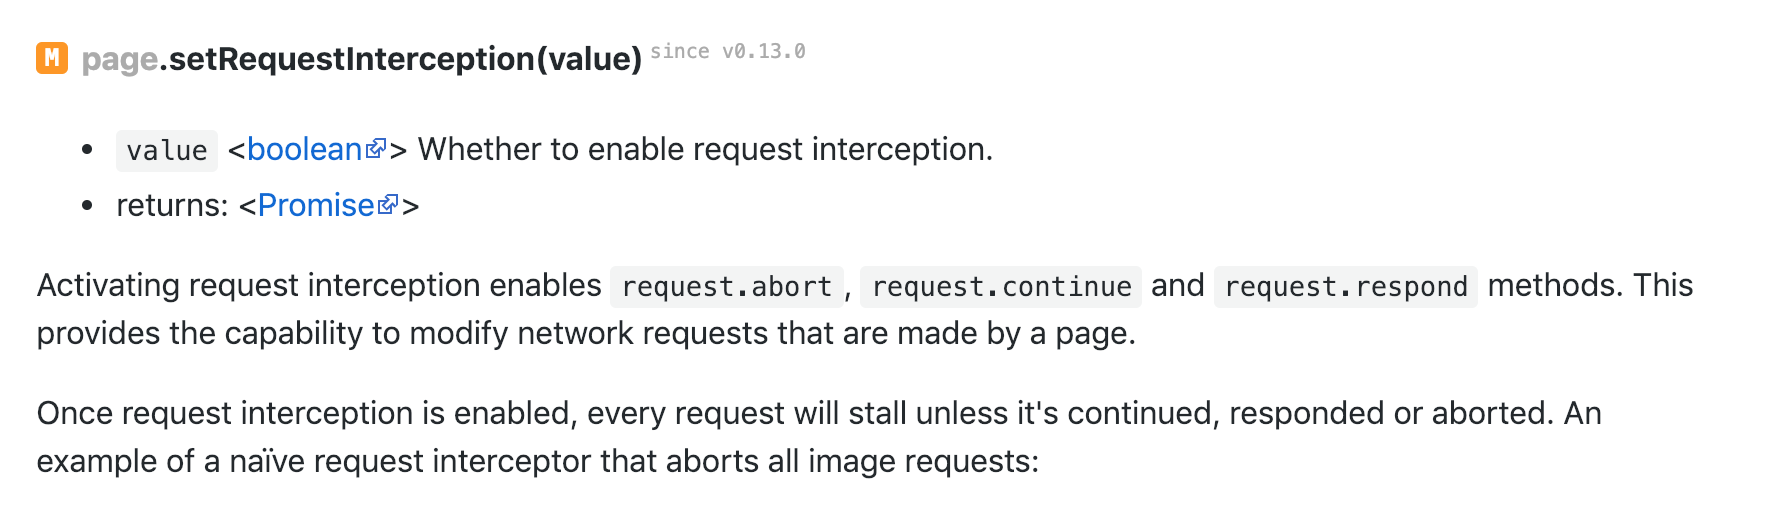 M page.setRequestInterception(value) since v0.13.0
• value <boolean> Whether to enable request interception.
• returns: <Promise>
Activating request interception enables request.abort, request.continue and request.respond methods. This
provides the capability to modify network requests that are made by a page.
Once request interception is enabled, every request will stall unless it's continued, responded or aborted. An
example of a naïve request interceptor that aborts all image requests: